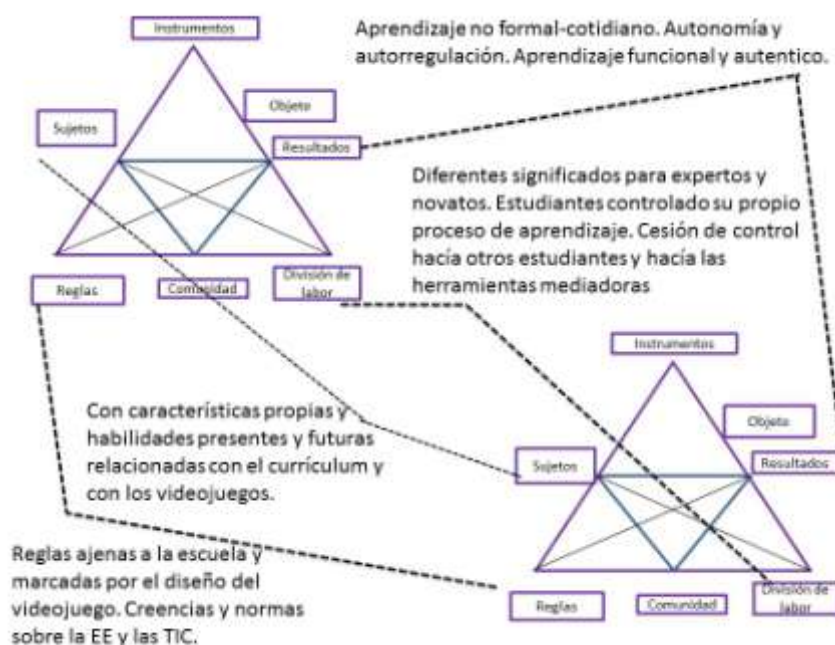 Instrumentos
Aprendizaje no formal-cotidiano. Autonomía y
autorregulación. Aprendizaje funcional y autentico.
Objeto
Sujetos
Resultados
Diferentes significados para expertos y
novatos. Estudiantes controlado su propio
proceso de aprendizaje. Cesión de control
hacía otros estudiantes y hacía las
herramientas mediadoras
Reglas
Comunidad
División de
labor
Instrumentos
Con características propias y
habilidades presentes y futuras
relacionadas con el currículum y
con los videojuegos.
Objeto
Sujetos
Resultados
Reglas ajenas a la escuela y
marcadas por el diseño del
videojuego. Creencias y normas
sobre la EE y las TIC.
Reglas
Comunidad
División de
labor